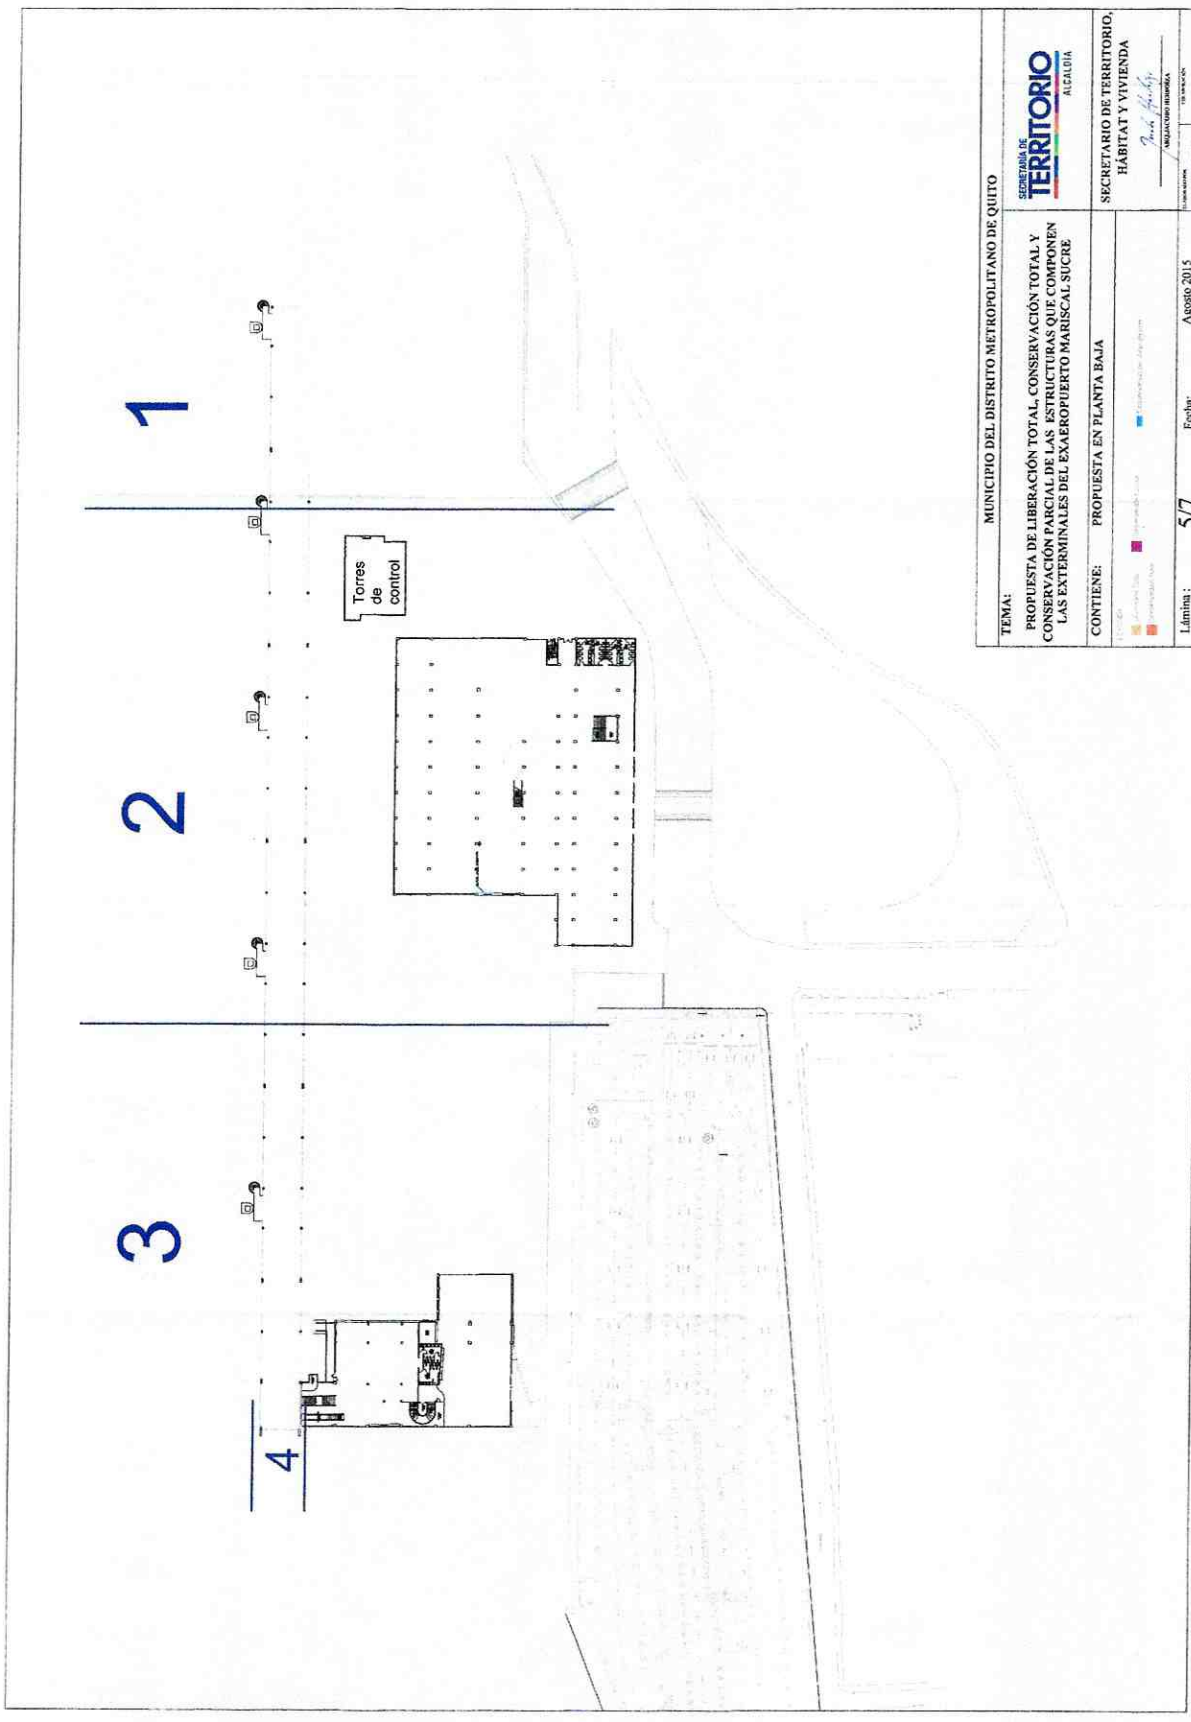 1
2
3
4
Torres
de
control
MUNICIPIO DEL DISTRITO METROPOLITANO DE QUITO
TEMA:
PROPUESTA DE LIBERACIÓN TOTAL, CONSERVACIÓN TOTAL Y
CONSERVACIÓN PARCIAL DE LAS ESTRUCTURAS QUE COMPONEN
LAS EXTERMINALES DEL EXAEROPUERTO MARISCAL SUCRE
SECRETARÍA DE
TERRITORIO
ALCALDÍA
CONTIENE: PROPUESTA EN PLANTA BAJA
SECRETARIO DE TERRITORIO,
HÁBITAT Y VIVIENDA
Lámina: 5/7 Fecha: Agosto 2015